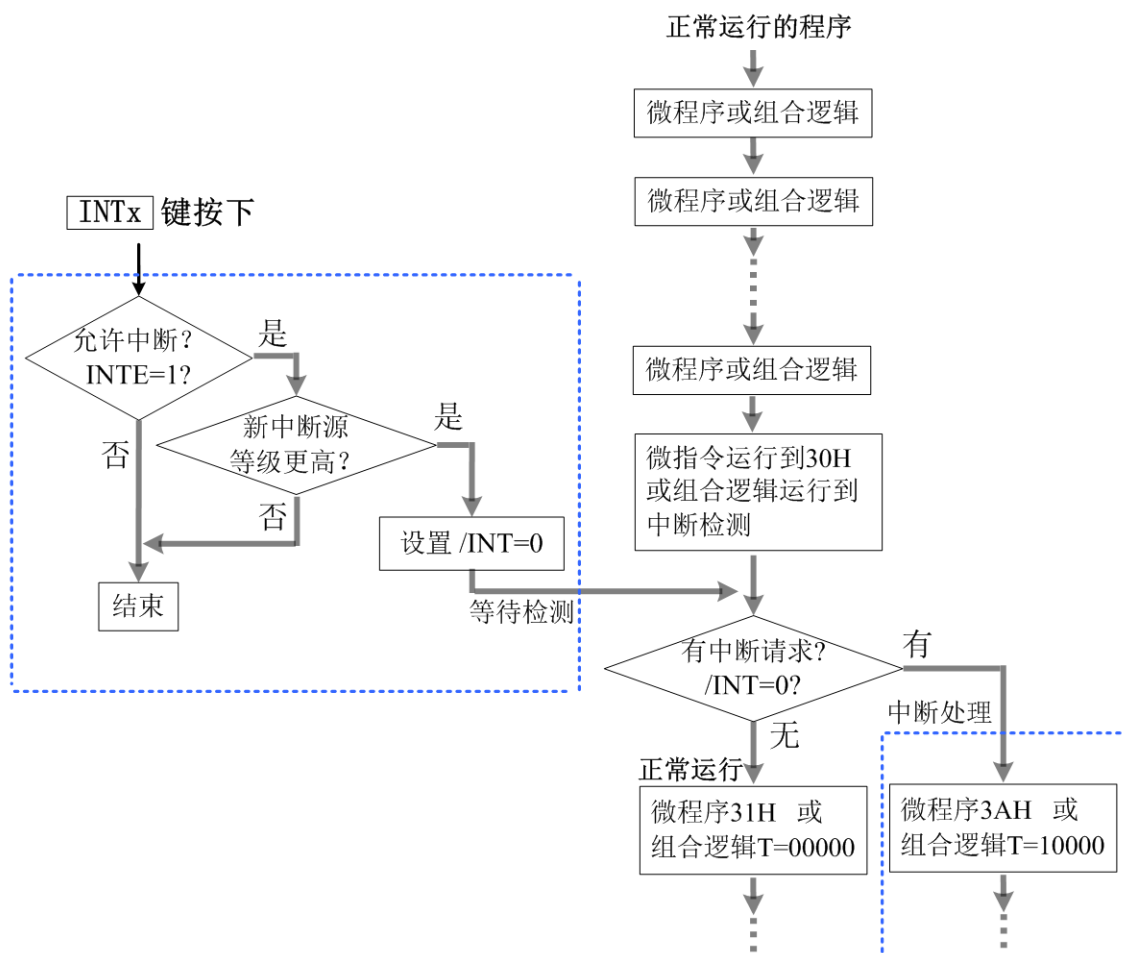 正常运行的程序
微程序或组合逻辑
微程序或组合逻辑
INTx 键按下
允许中断？
INTE=1?
是
否
新中断源
等级更高？
是
否
设置 /INT=0
结束
等待检测
微程序或组合逻辑
微指令运行到30H
或组合逻辑运行到
中断检测
有中断请求?
/INT=0?
有
无
中断处理
正常运行
微程序31H 或
组合逻辑T=00000
微程序3AH 或
组合逻辑T=10000